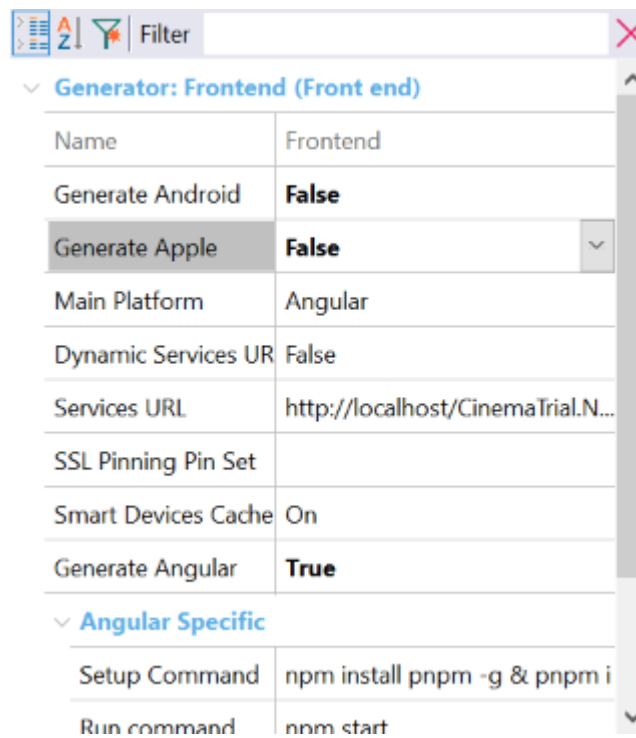 A Z Filter
Generator: Frontend (Front end)
Name Frontend
Generate Android False
Generate Apple False
Main Platform Angular
Dynamic Services UR False
Services URL http://localhost/CinemaTrial.N...
SSL Pinning Pin Set
Smart Devices Cache On
Generate Angular True
Angular Specific
Setup Command npm install pnpm -g & pnpm i
Run command npm start